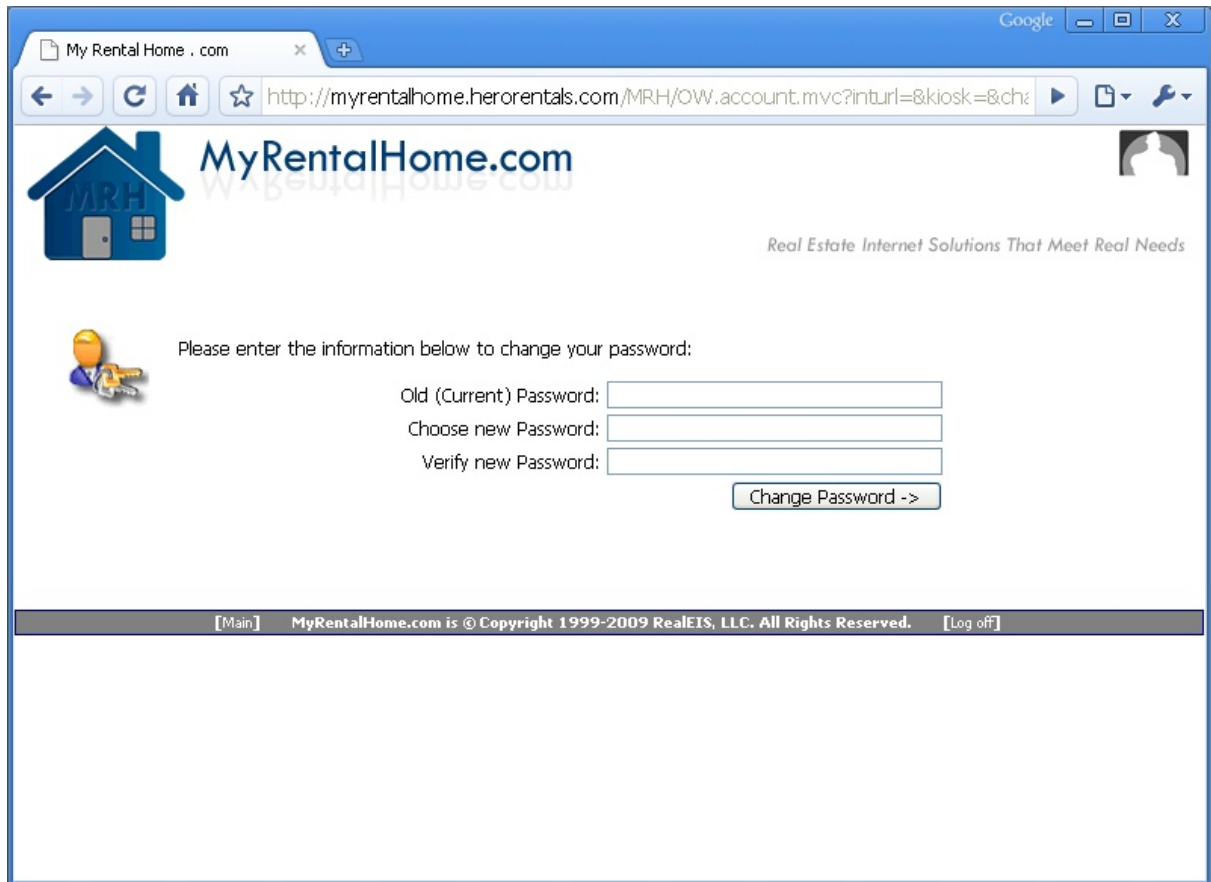 Google
My Rental Home . com
http://myrentalhome.herorentals.com/MRH/OW.account.mvc?inturl=&kiosk=&cha
MRH
MyRentalHome.com
Real Estate Internet Solutions That Meet Real Needs
Please enter the information below to change your password:
Old (Current) Password:
Choose new Password:
Verify new Password:
Change Password ->
[Main] MyRentalHome.com is © Copyright 1999-2009 RealEIS, LLC. All Rights Reserved. [Log off]